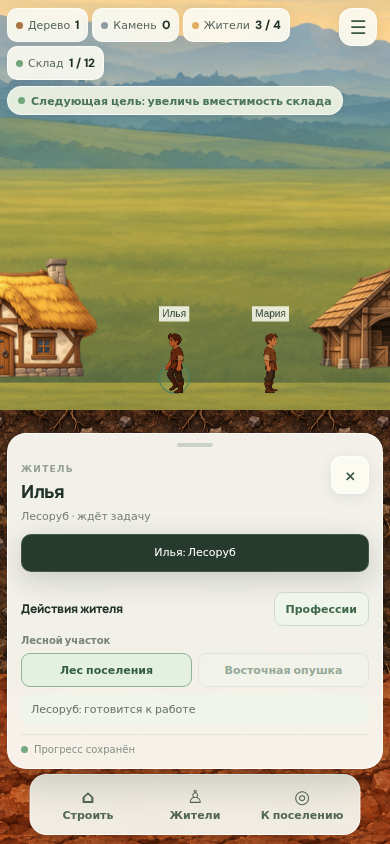 Дерево 1
Камень 0
Жители 3 / 4
Склад 1 / 12
Следующая цель: увеличь вместимость склада
Илья
Мария
ЖИТЕЛЬ
Илья
Лесоруб · ждёт задачу
Илья: Лесоруб
Действия жителя
Профессии
Лесной участок
Лес поселения
Восточная опушка
Лесоруб: готовится к работе
Прогресс сохранён
Строить
Жители
К поселению